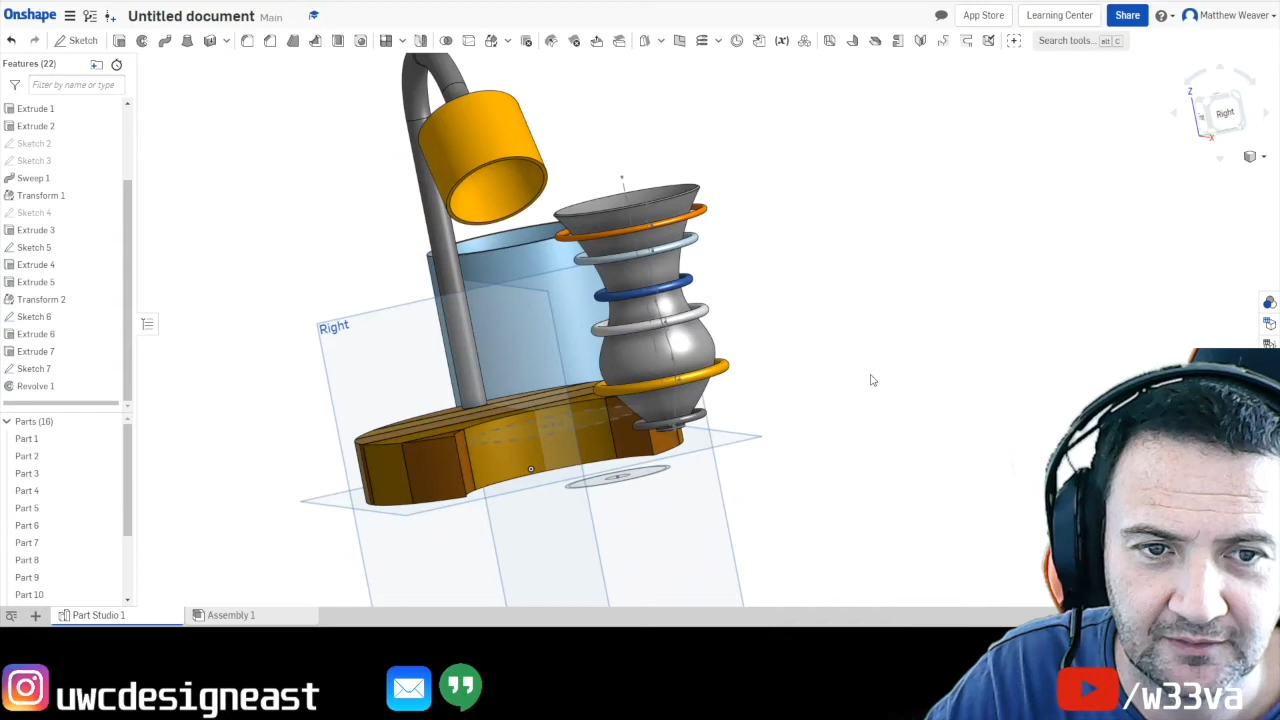 Onshape
Untitled document Main
App Store
Learning Center
Share
Matthew Weaver
Sketch
Search tools... alt C
Features (22)
Filter by name or type
Extrude 1
Extrude 2
Sketch 2
Sketch 3
Sweep 1
Transform 1
Sketch 4
Extrude 3
Sketch 5
Extrude 4
Extrude 5
Transform 2
Sketch 6
Extrude 6
Extrude 7
Sketch 7
Revolve 1
Parts (16)
Part 1
Part 2
Part 3
Part 4
Part 5
Part 6
Part 7
Part 8
Part 9
Part 10
Right
Z
Right
X
Part Studio 1
Assembly 1
uwcdesigneast
/w33va